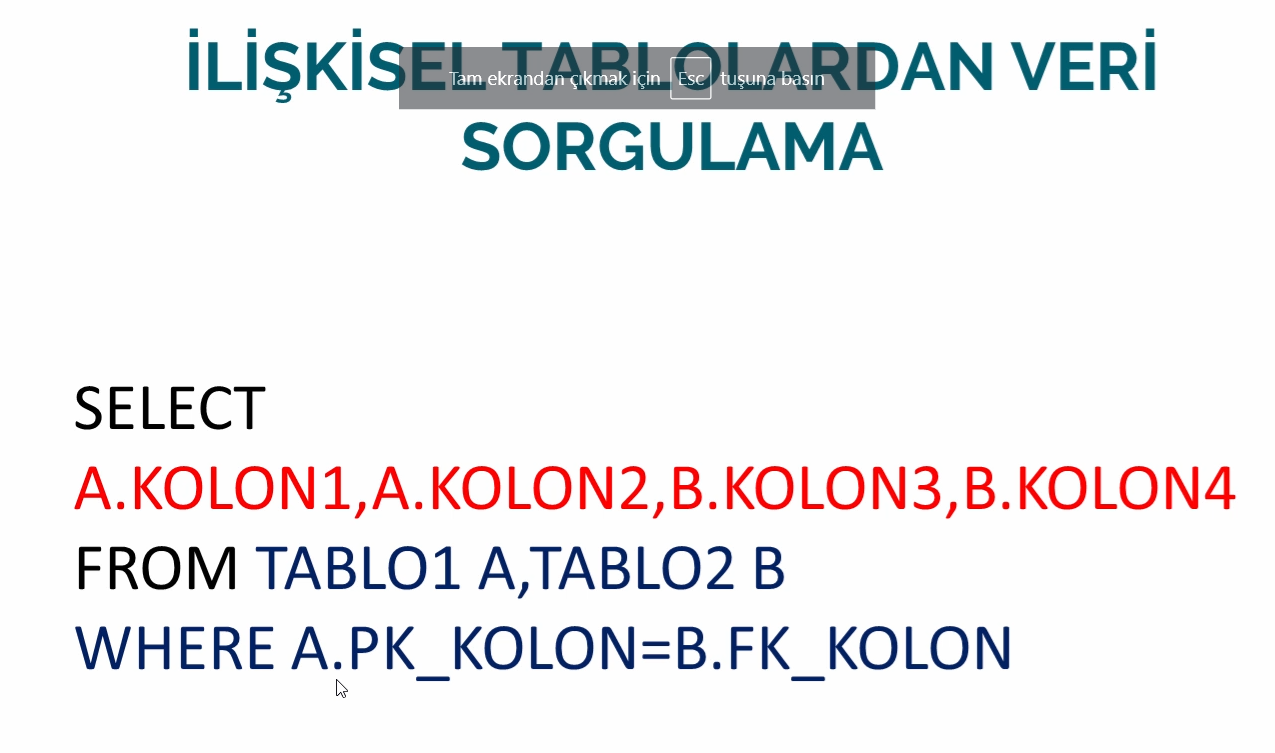 İLİŞKİSEL TABLOLARDAN VERİ
Tam ekrandan çıkmak için Esc tuşuna basın
SORGULAMA
SELECT
A.KOLON1,A.KOLON2,B.KOLON3,B.KOLON4
FROM TABLO1 A,TABLO2 B
WHERE A.PK_KOLON=B.FK_KOLON